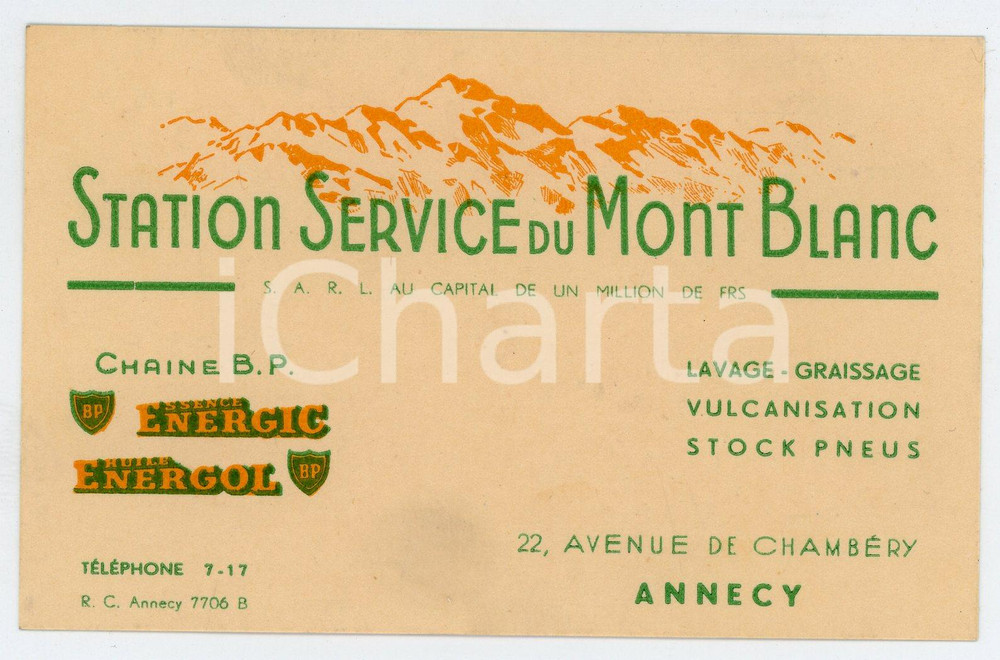 STATION SERVICE DU MONT BLANC
S. A. R. L. AU CAPITAL DE UN MILLION DE FRS
iCharta
CHAINE B.P.
BP ESSENCE ENERGIC
HUILE ENERGOL BP
LAVAGE - GRAISSAGE
VULCANISATION
STOCK PNEUS
22, AVENUE DE CHAMBÉRY
ANNECY
TÉLÉPHONE 7-17
R. C. Annecy 7706 B